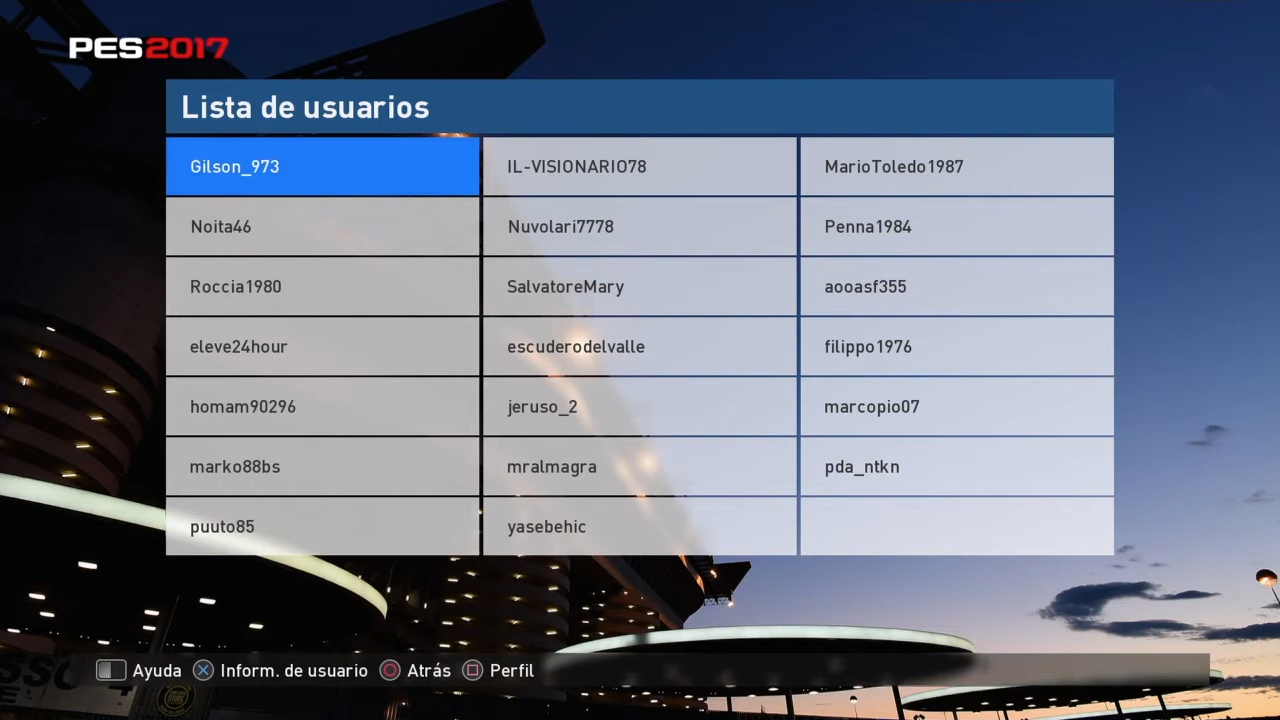 PES2017
Lista de usuarios
Gilson_973 IL-VISIONARIO78 MarioToledo1987
Noita46 Nuvolari7778 Penna1984
Roccia1980 SalvatoreMary aooasf355
eleve24hour escuderodelvalle filippo1976
homam90296 jeruso_2 marcopio07
marko88bs mralmagra pda_ntkn
puuto85 yasebehic
Ayuda Inform. de usuario Atrás Perfil